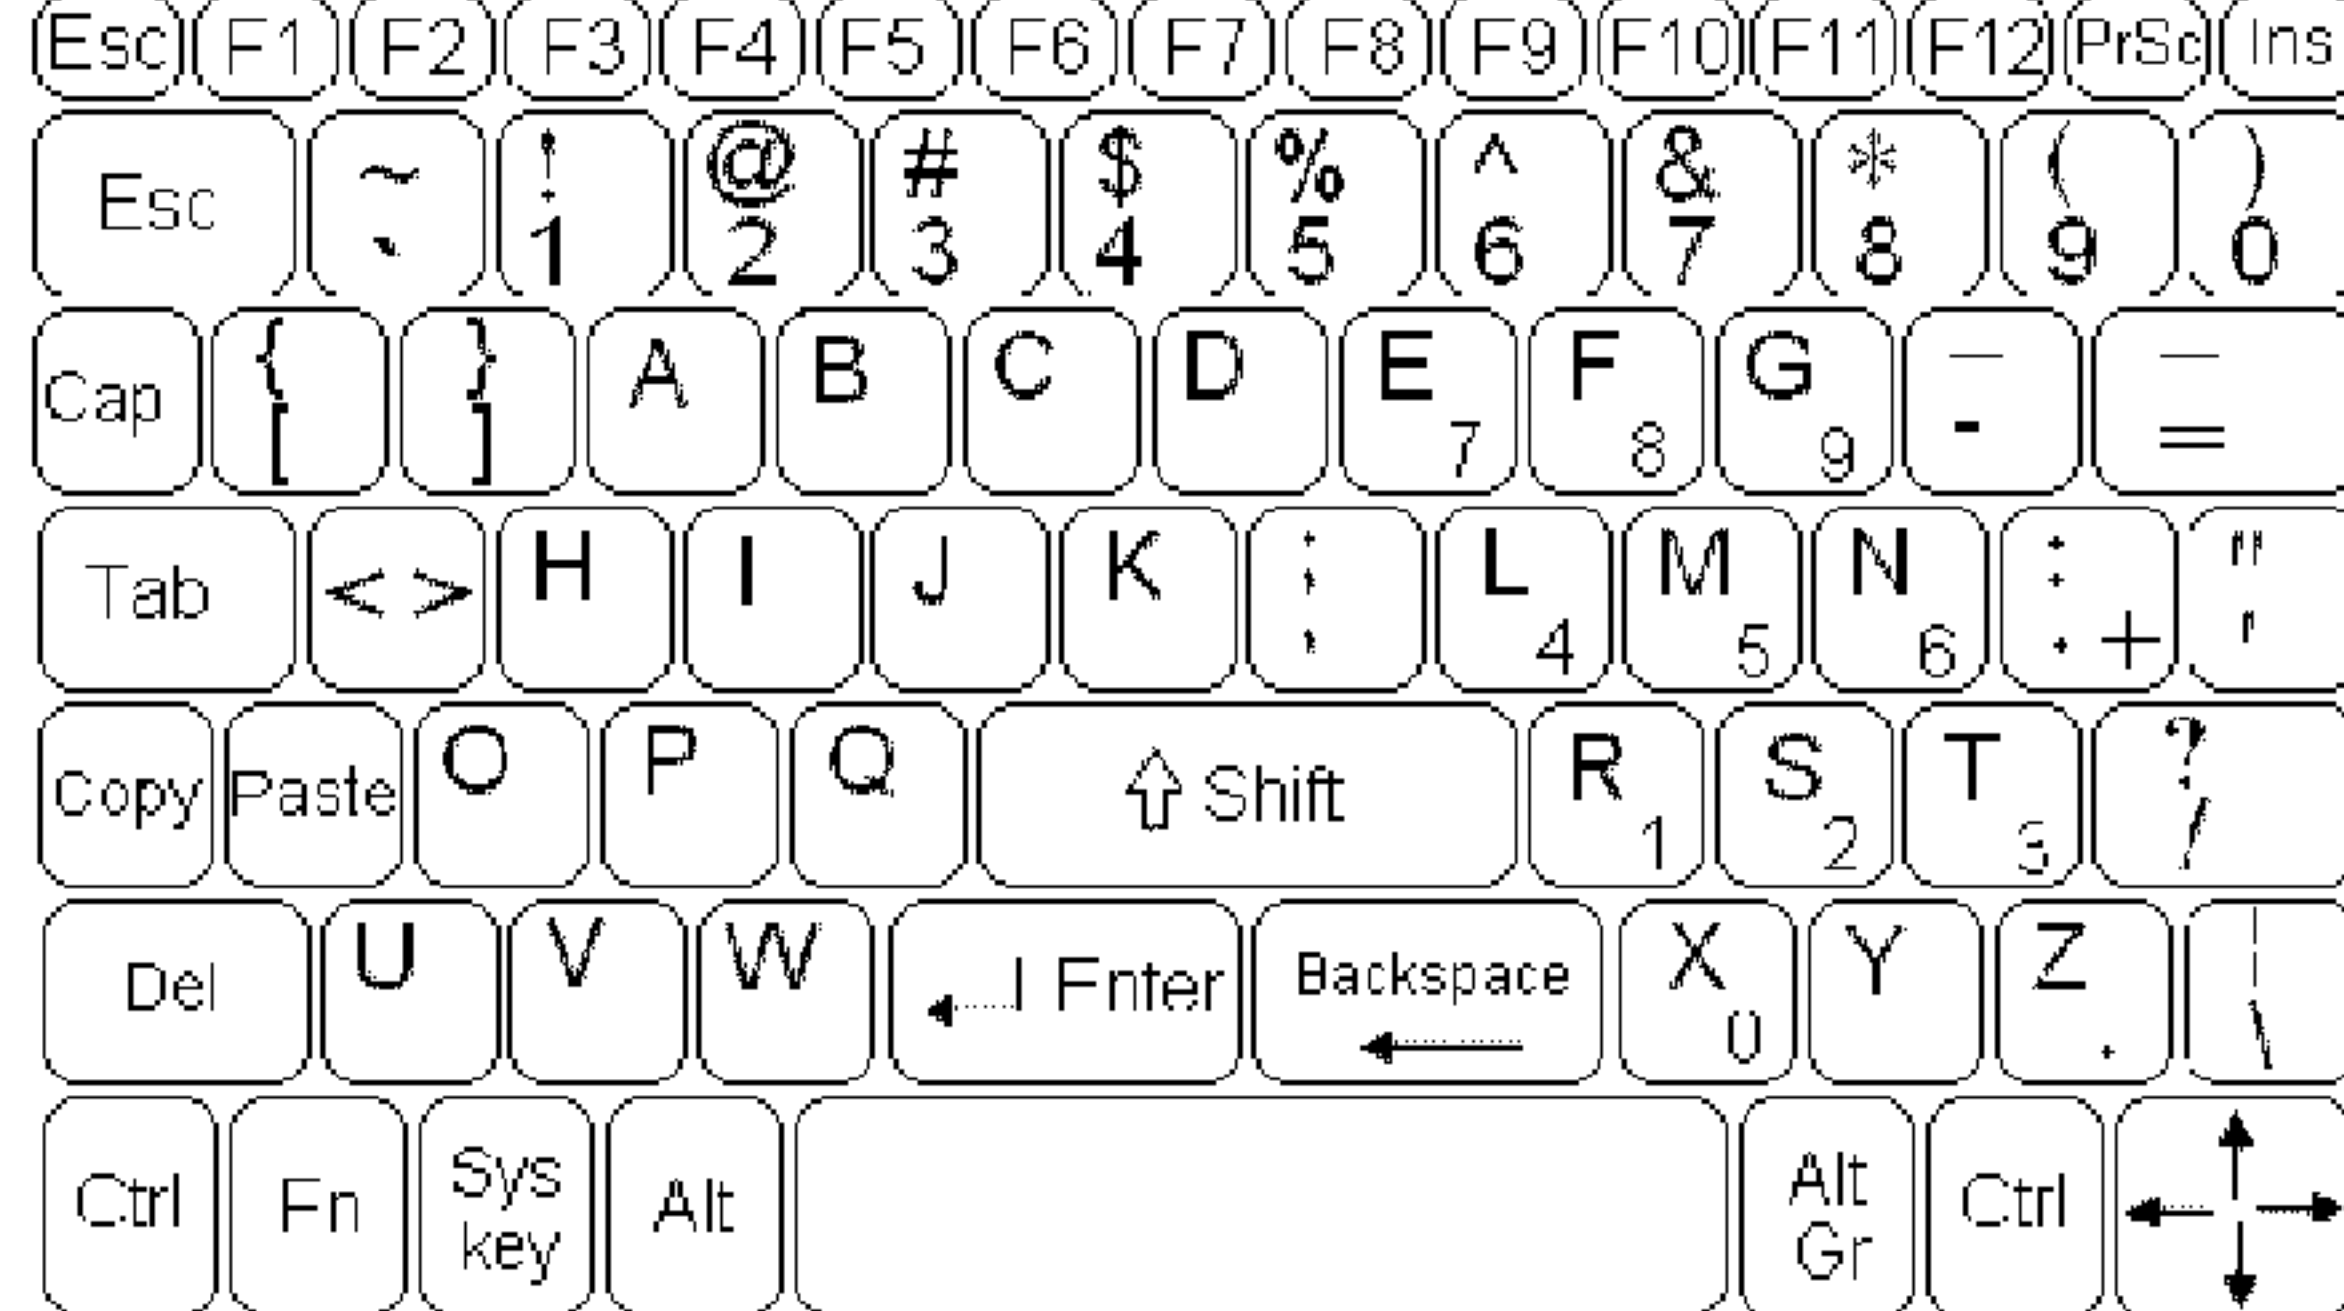 Esc F1 F2 F3 F4 F5 F6 F7 F8 F9 F10 F11 F12 PrSc Ins
~ ! @ # $ % ^ & * ( )
Esc ` 1 2 3 4 5 6 7 8 9 0
{ } A B C D E F G _
Cap [ ] 7 8 9 - =
H I J K ; L M N : "
Tab < > , 4 5 6 . + '
O P Q R S T ?
Copy Paste Shift 1 2 3 /
U V W X Y Z |
Del Enter Backspace 0 . \
Sys Alt
Ctrl Fn Alt Ctrl
key Gr